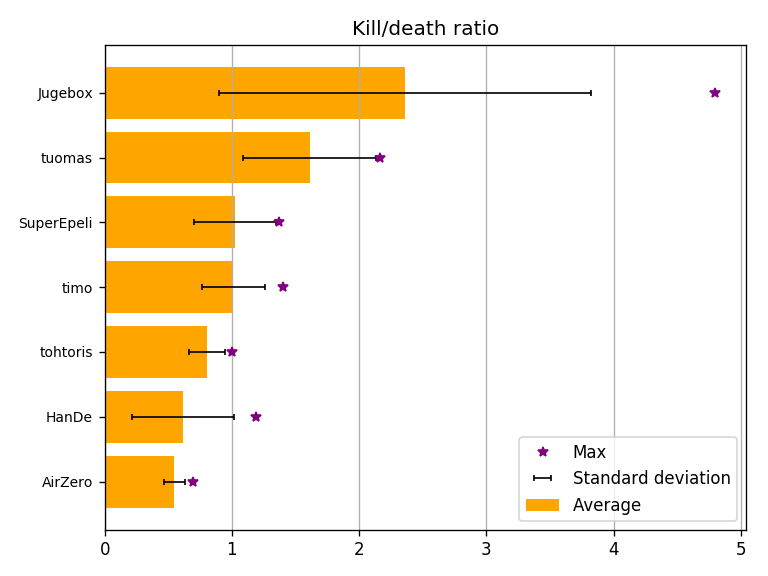 Kill/death ratio
Jugebox
tuomas
SuperEpeli
timo
tohtoris
HanDe
AirZero
Max
Standard deviation
Average
0 1 2 3 4 5